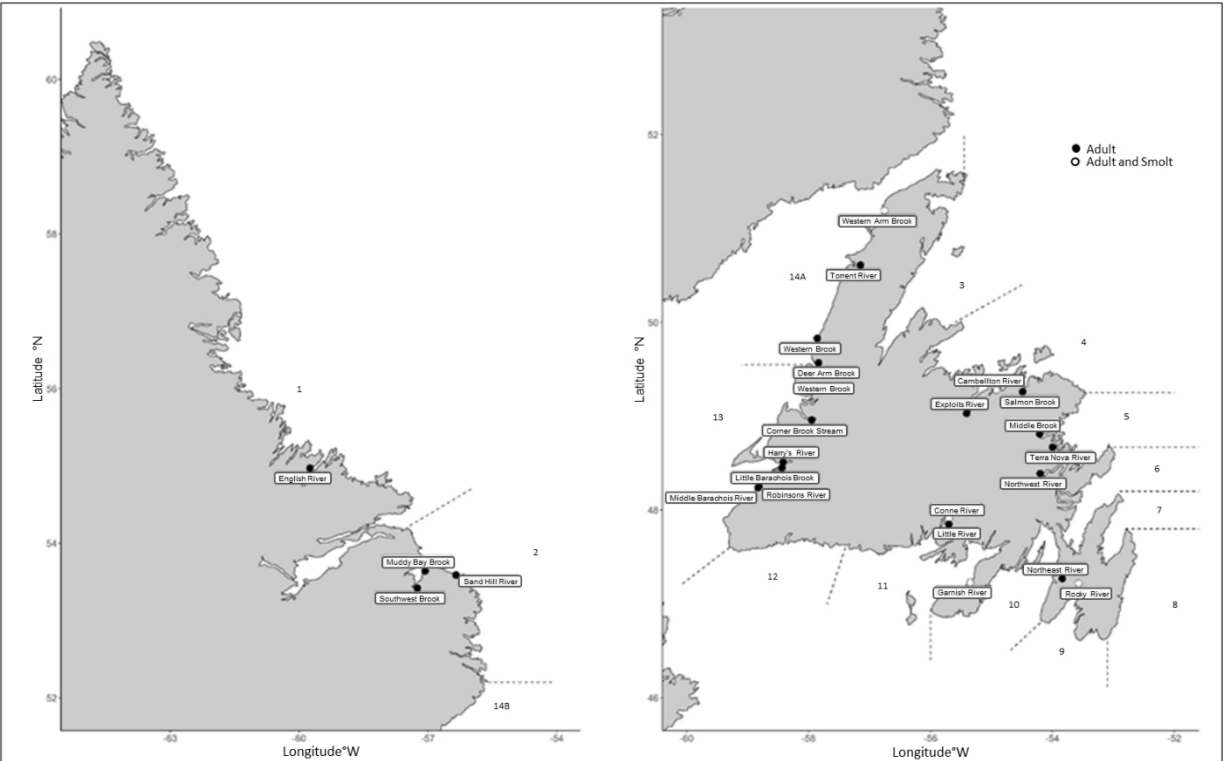 60
58
56
54
52
Latitude °N
1
English River
2
Muddy Bay Brook
Sand Hill River
Southwest Brook
14B
-63
-60
-57
-54
Longitude°W
52
50
48
46
Latitude °N
Adult
Adult and Smolt
Western Arm Brook
14A
Torrent River
3
4
Western Brook
Deer Arm Brook
Western Brook
Cambellton River
Salmon Brook
Exploits River
5
13
Corner Brook Stream
Middle Brook
Harry's River
Terra Nova River
6
Little Barachois Brook
Northwest River
Middle Barachois River
Robinsons River
7
Conne River
Little River
12
11
Northeast River
Garnish River
Rocky River
10
8
9
-60
-58
-56
-54
-52
Longitude°W